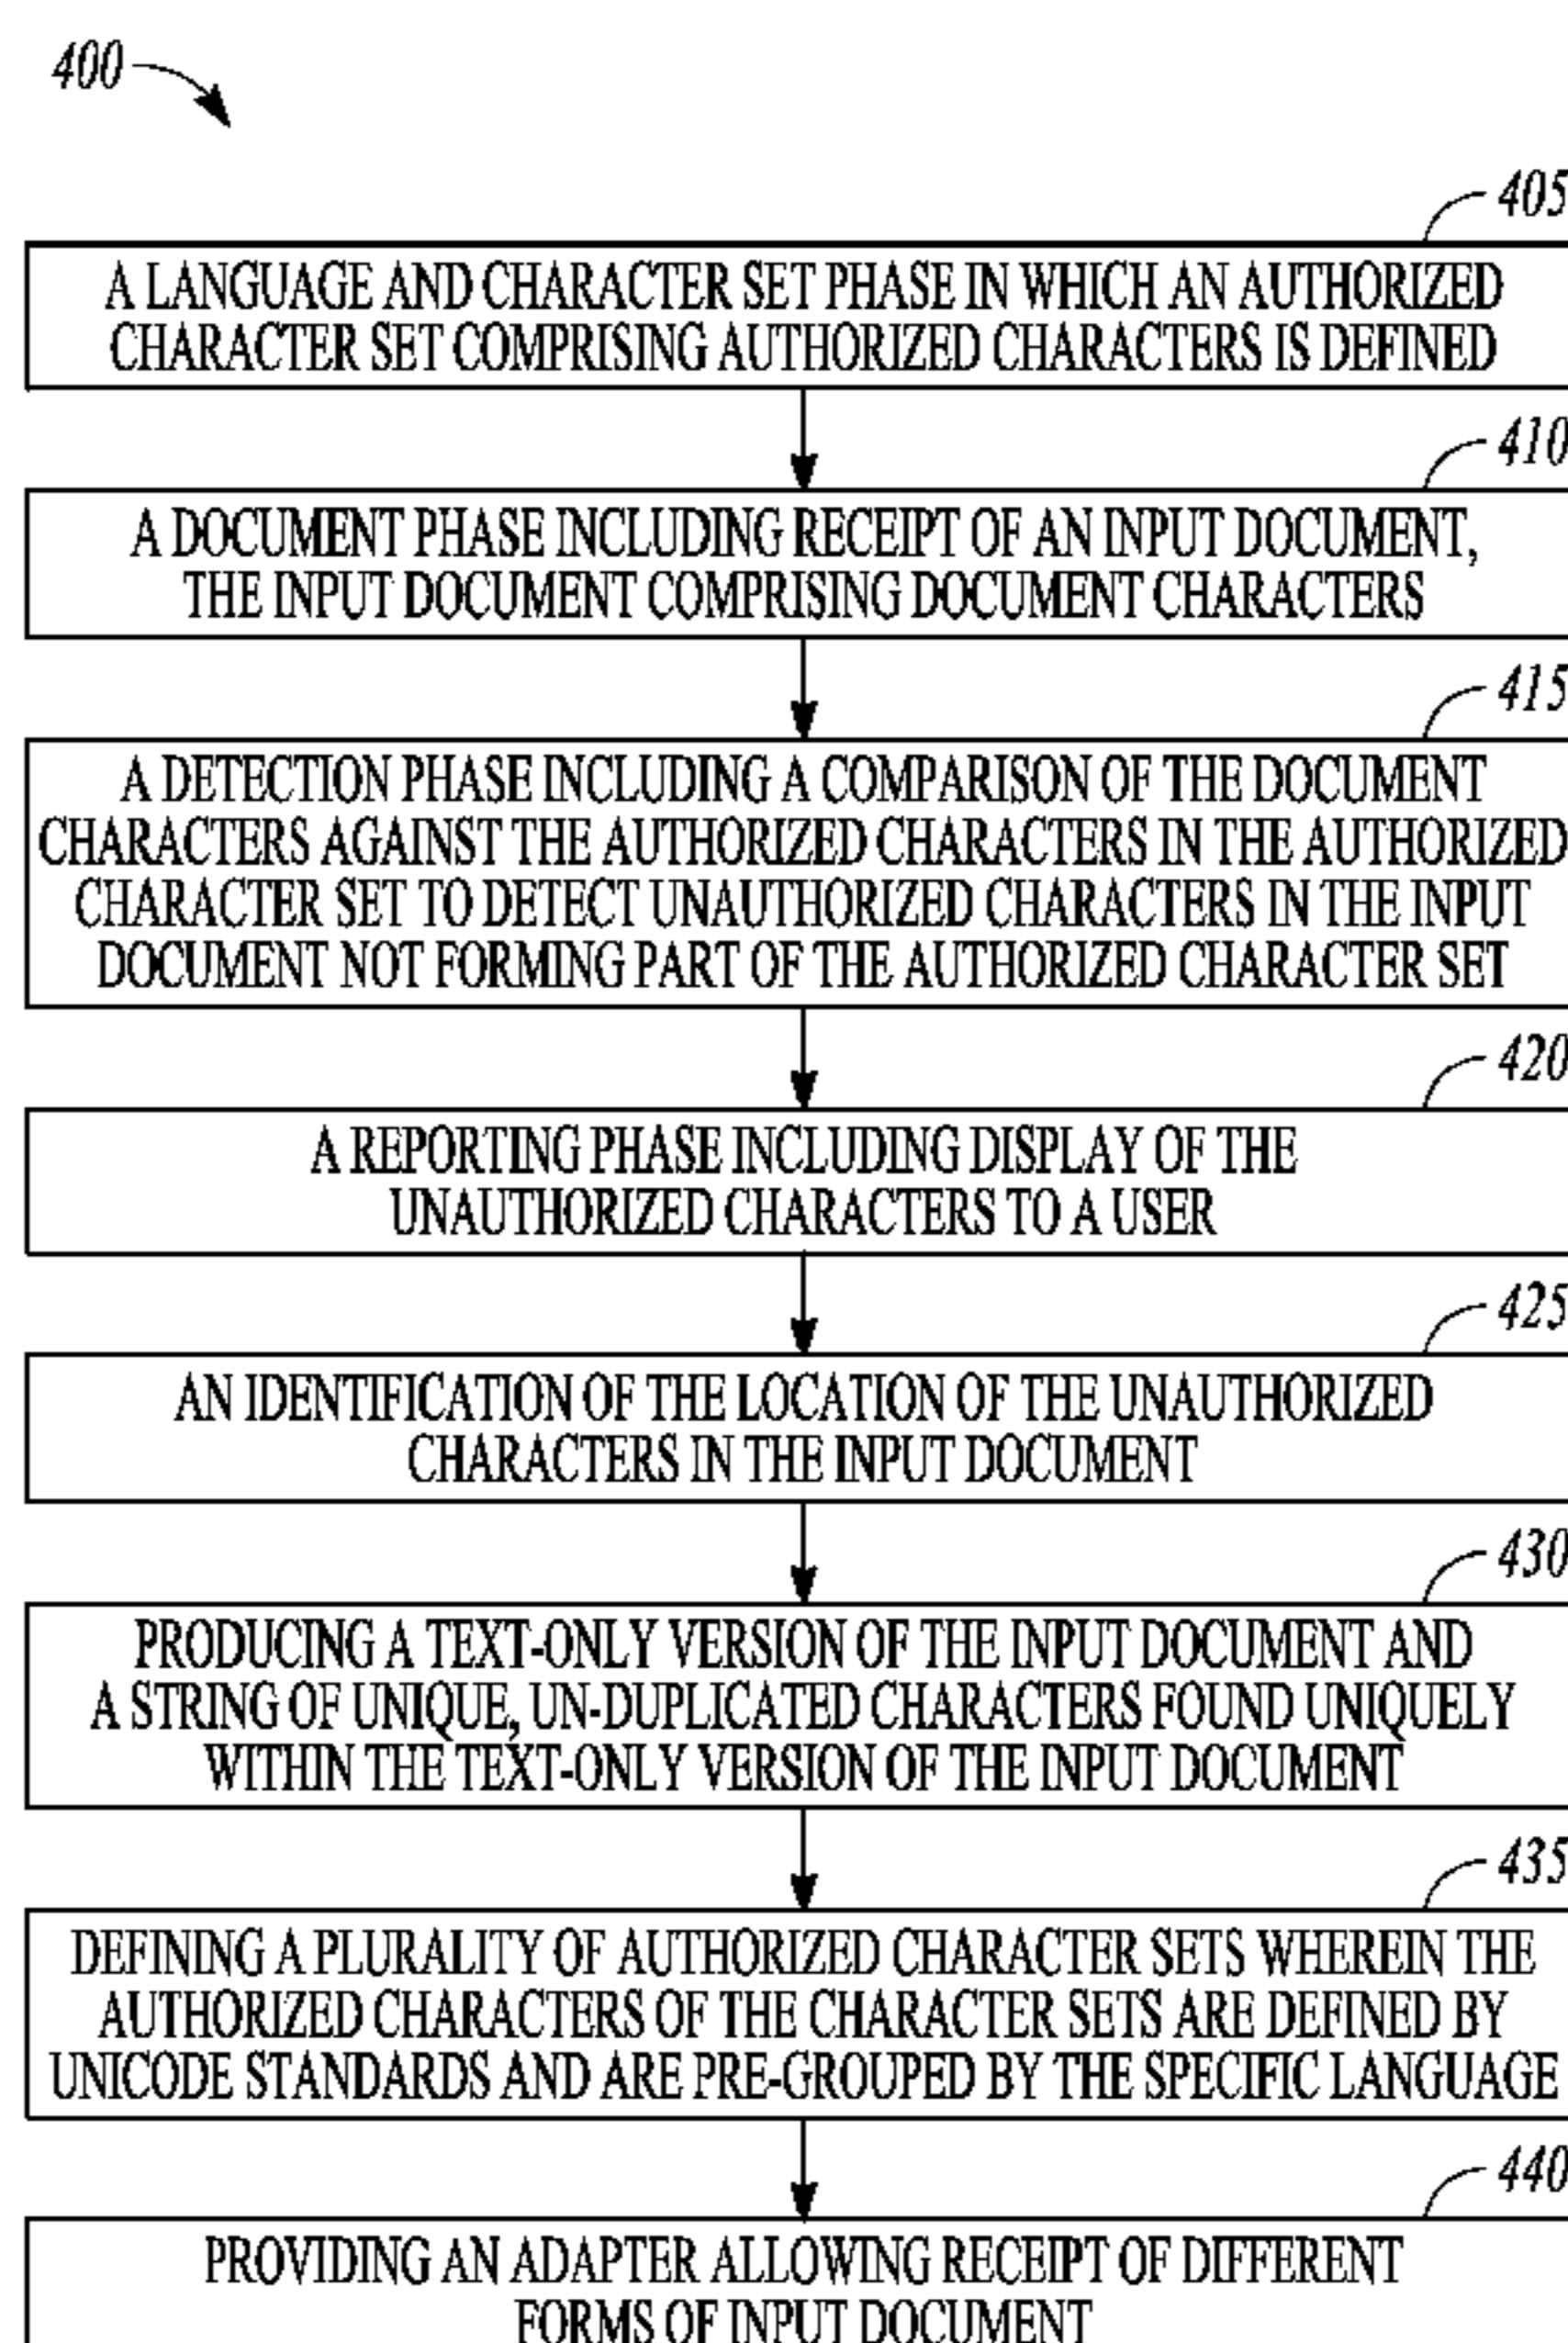 400
405
A LANGUAGE AND CHARACTER SET PHASE IN WHICH AN AUTHORIZED
CHARACTER SET COMPRISING AUTHORIZED CHARACTERS IS DEFINED
410
A DOCUMENT PHASE INCLUDING RECEIPT OF AN INPUT DOCUMENT,
THE INPUT DOCUMENT COMPRISING DOCUMENT CHARACTERS
415
A DETECTION PHASE INCLUDING A COMPARISON OF THE DOCUMENT
CHARACTERS AGAINST THE AUTHORIZED CHARACTERS IN THE AUTHORIZED
CHARACTER SET TO DETECT UNAUTHORIZED CHARACTERS IN THE INPUT
DOCUMENT NOT FORMING PART OF THE AUTHORIZED CHARACTER SET
420
A REPORTING PHASE INCLUDING DISPLAY OF THE
UNAUTHORIZED CHARACTERS TO A USER
425
AN IDENTIFICATION OF THE LOCATION OF THE UNAUTHORIZED
CHARACTERS IN THE INPUT DOCUMENT
430
PRODUCING A TEXT-ONLY VERSION OF THE INPUT DOCUMENT AND
A STRING OF UNIQUE, UN-DUPLICATED CHARACTERS FOUND UNIQUELY
WITHIN THE TEXT-ONLY VERSION OF THE INPUT DOCUMENT
435
DEFINING A PLURALITY OF AUTHORIZED CHARACTER SETS WHEREIN THE
AUTHORIZED CHARACTERS OF THE CHARACTER SETS ARE DEFINED BY
UNICODE STANDARDS AND ARE PRE-GROUPED BY THE SPECIFIC LANGUAGE
440
PROVIDING AN ADAPTER ALLOWING RECEIPT OF DIFFERENT
FORMS OF INPUT DOCUMENT